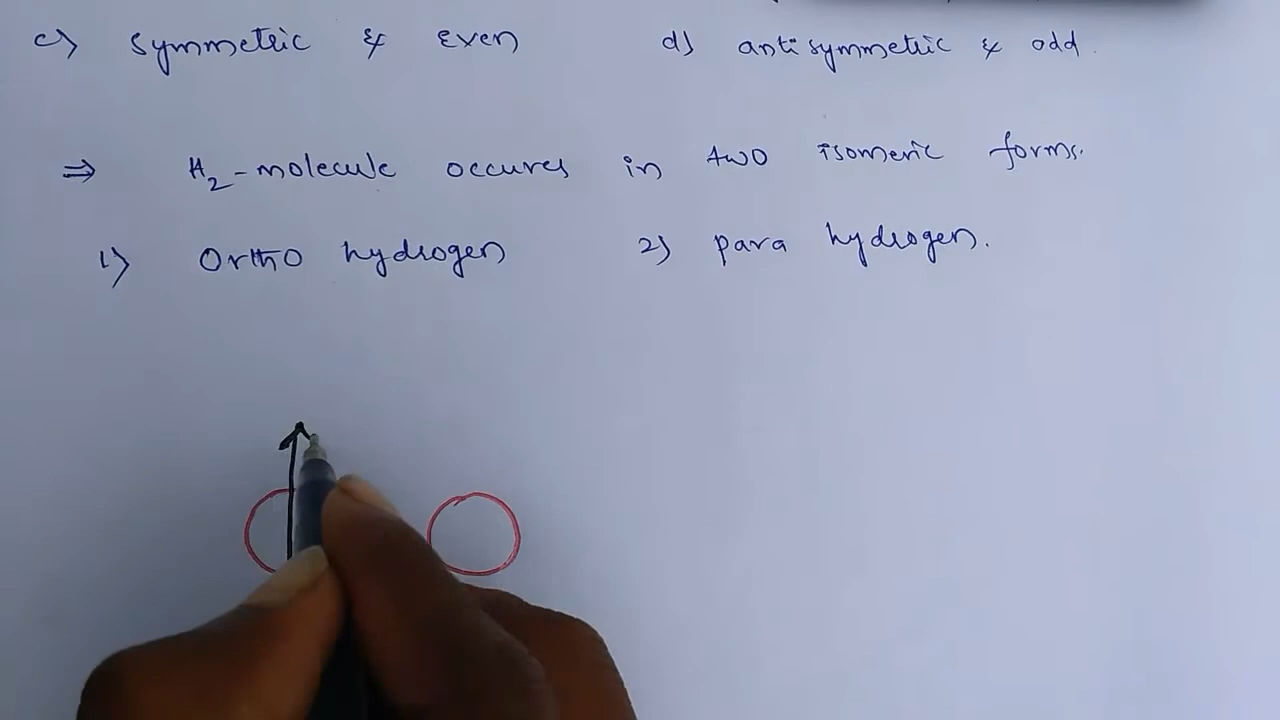 c) Symmetric & Even d) antisymmetric & odd.
⇒ H2-molecule occures in two isomeric forms.
1) Ortho hydrogen 2) para hydrogen.